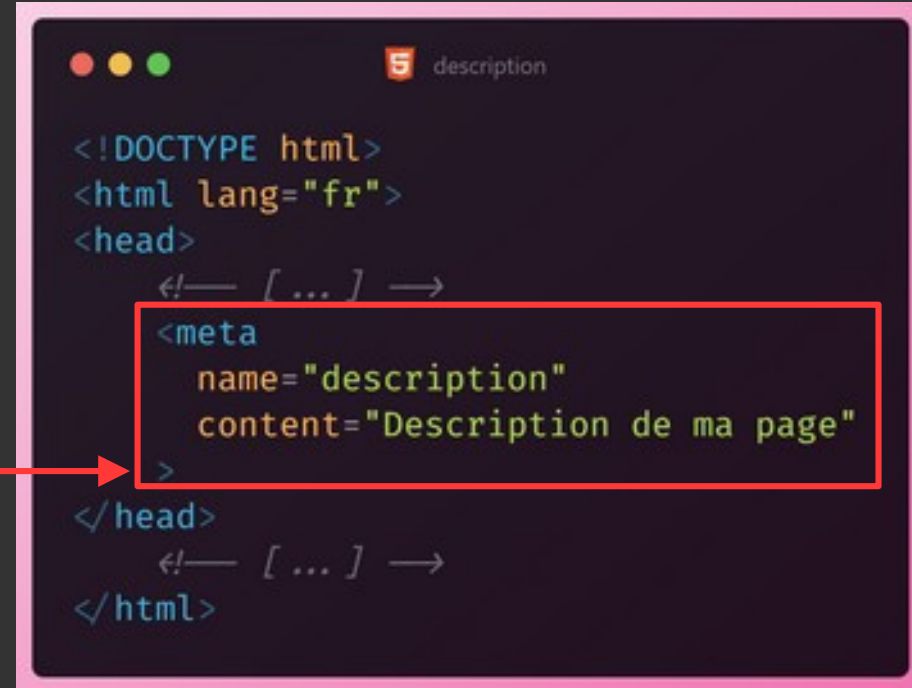 description
<!DOCTYPE html>
<html lang="fr">
<head>
<!-- [ ... ] -->
<meta
name="description"
content="Description de ma page"
>
</head>
<!-- [ ... ] -->
</html>